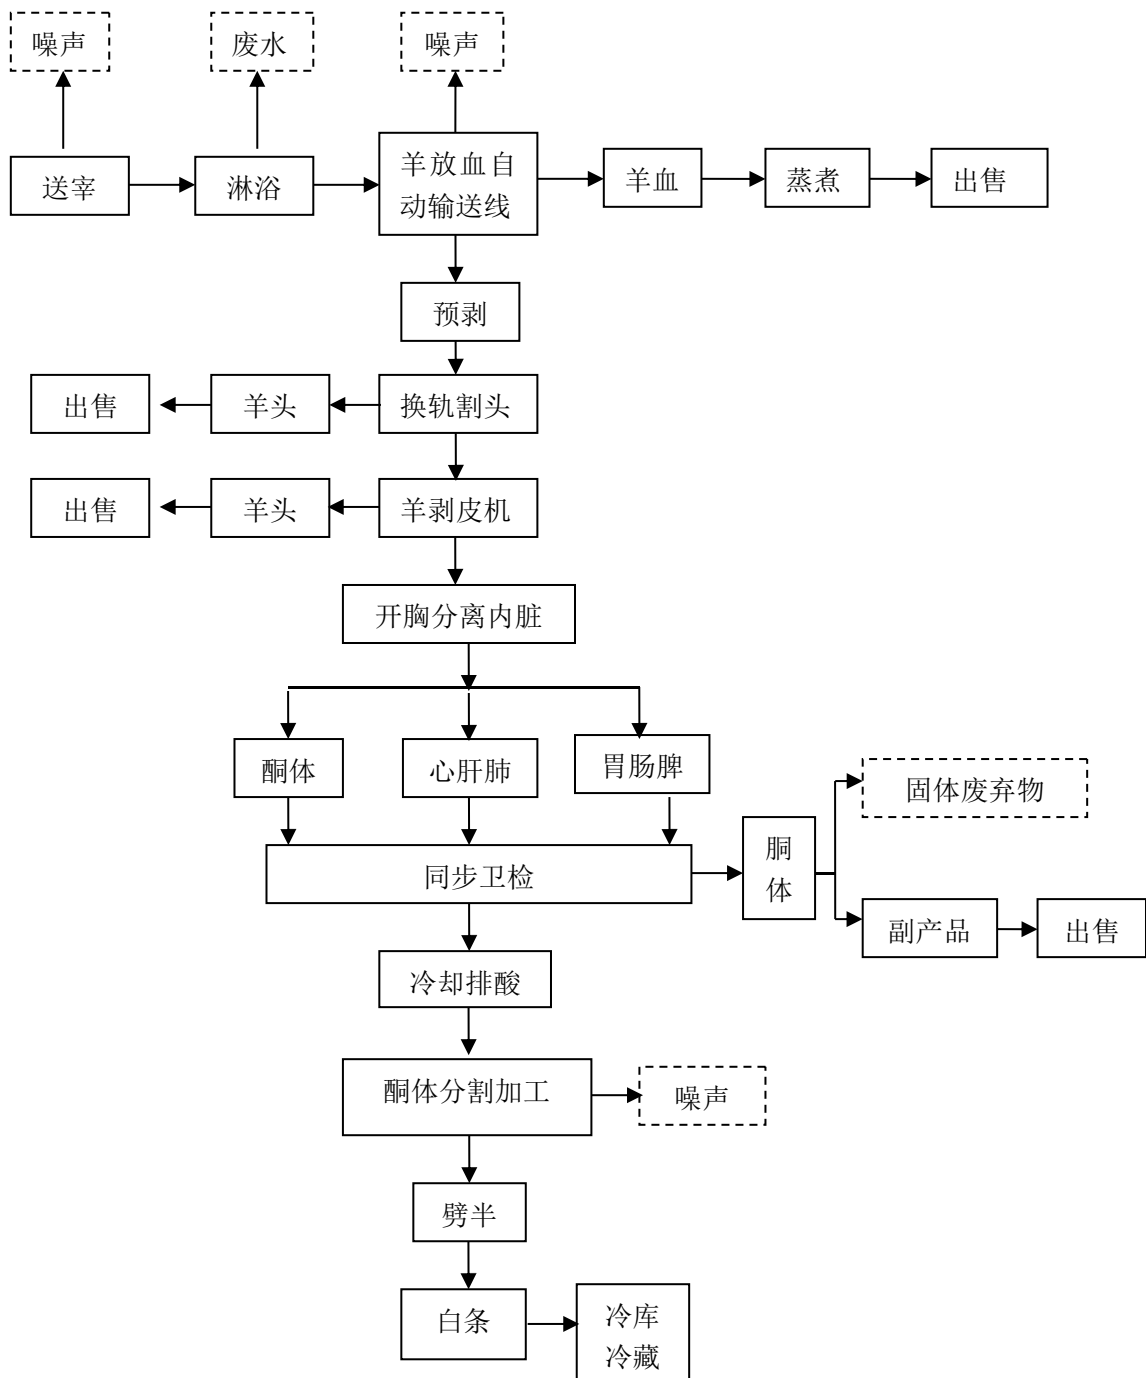 噪声
废水
噪声
送宰
淋浴
羊放血自
动输送线
羊血
蒸煮
出售
预剥
出售
羊头
换轨割头
出售
羊头
羊剥皮机
开胸分离内脏
酮体
心肝肺
胃肠脾
固体废弃物
同步卫检
胴
体
副产品
出售
冷却排酸
酮体分割加工
噪声
劈半
白条
冷库
冷藏